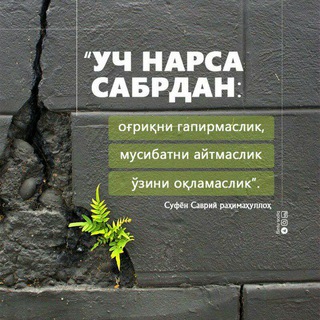 “УЧ НАРСА
САБРДАН:
оғриқни гапирмаслик,
мусибатни айтмаслик
ўзини оқламаслик”.
Суфён Саврий раҳимаҳуллоҳ